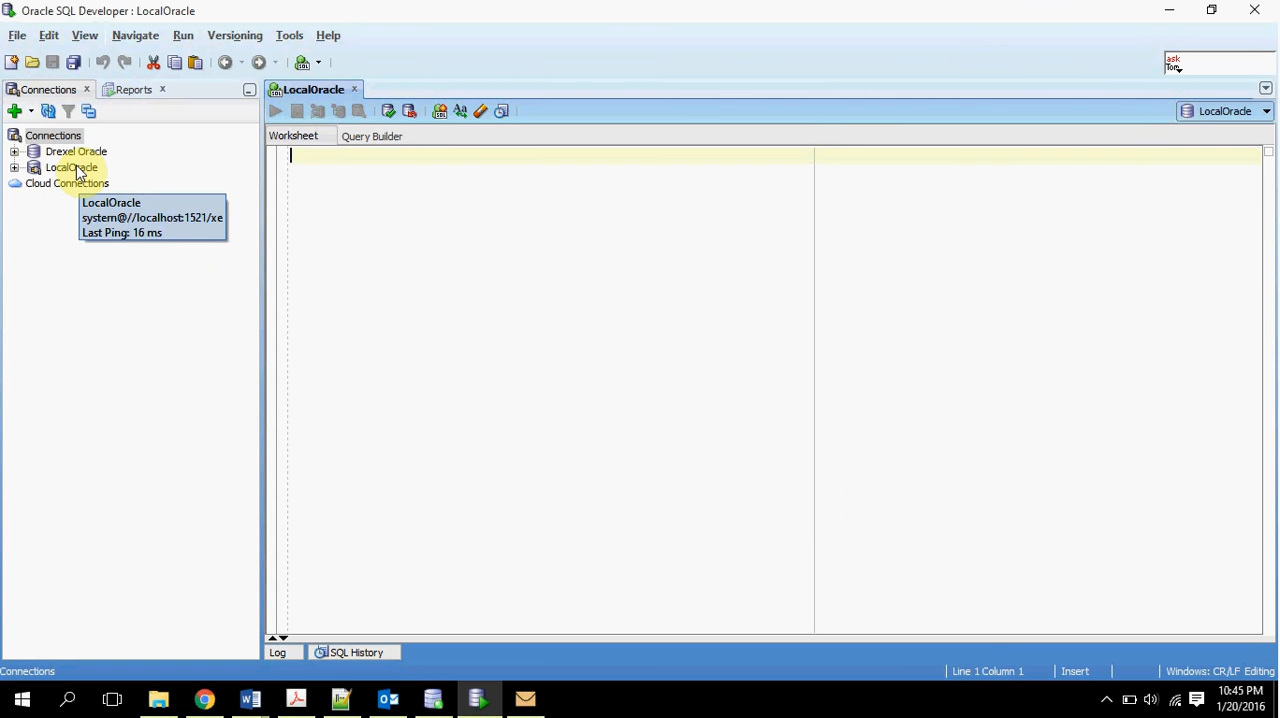 Oracle SQL Developer : LocalOracle
File Edit View Navigate Run Versioning Tools Help
ask
Tom
Connections Reports LocalOracle
LocalOracle
Worksheet Query Builder
Connections
Drexel Oracle
LocalOracle
Cloud Connections
LocalOracle
system@//localhost:1521/xe
Last Ping: 16 ms
Log SQL History
Connections Line 1 Column 1 Insert Windows: CR/LF Editing
10:45 PM
1/20/2016